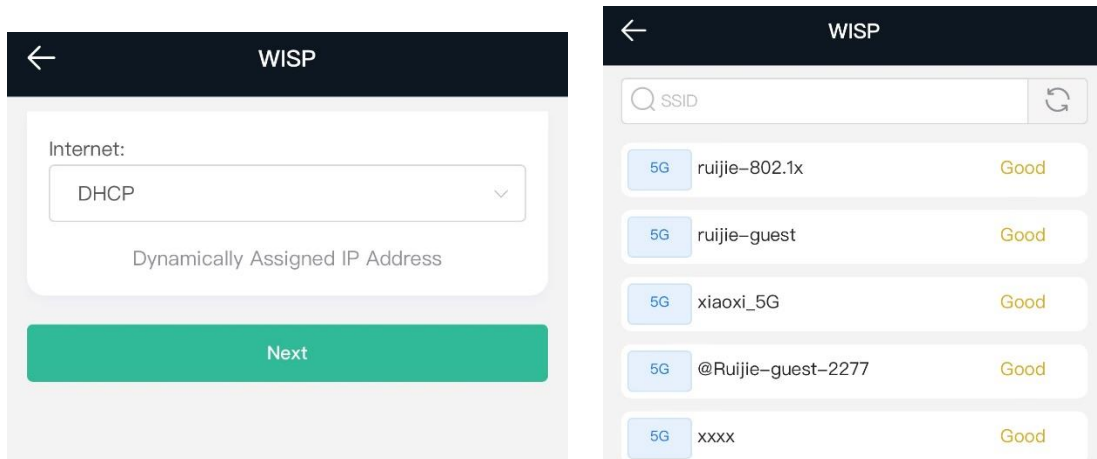 WISP
Internet:
DHCP
Dynamically Assigned IP Address
Next
WISP
SSID
5G ruijie-802.1x Good
5G ruijie-guest Good
5G xiaoxi_5G Good
5G @Ruijie-guest-2277 Good
5G xxxx Good